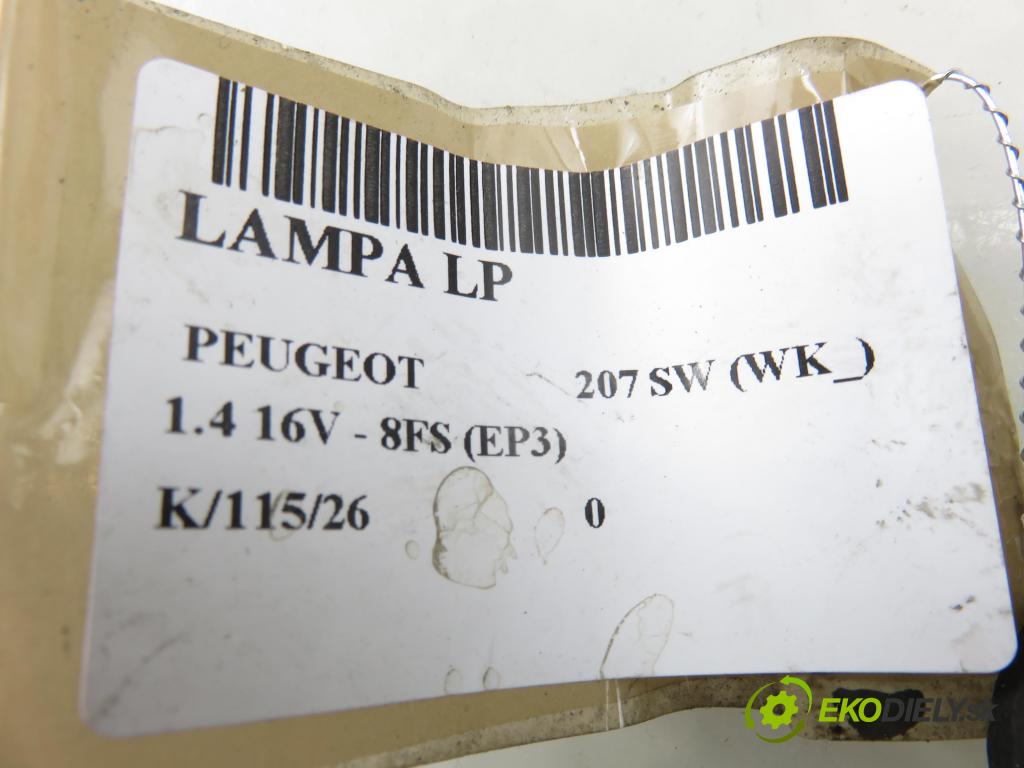 LAMPA LP
PEUGEOT 207 SW (WK_)
1.4 16V - 8FS (EP3)
K/115/26 0
EKODIELY.SK